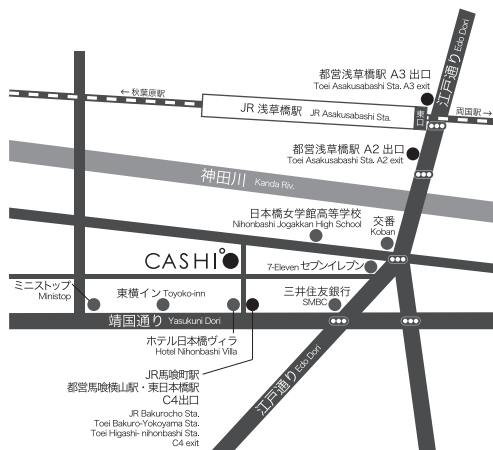 都営浅草橋駅 A3 出口
Toei Asakusabashi Sta. A3 exit
江戸通り Edo Dori
← 秋葉原駅
JR 浅草橋駅 JR Asakusabashi Sta.
東口
両国駅 →
都営浅草橋駅 A2 出口
Toei Asakusabashi Sta. A2 exit
神田川 Kanda Riv.
日本橋女学館高等学校
Nihonbashi Jogakkan High School
交番
Koban
CASHI°
7-Eleven セブンイレブン
ミニストップ
Ministop
東横イン Toyoko-inn
三井住友銀行
SMBC
靖国通り Yasukuni Dori
ホテル日本橋ヴィラ
Hotel Nihonbashi Villa
江戸通り Edo Dori
JR馬喰町駅
都営馬喰横山駅・東日本橋駅
C4出口
JR Bakurocho Sta.
Toei Bakuro-Yokoyama Sta.
Toei Higashi- nihonbashi Sta.
C4 exit